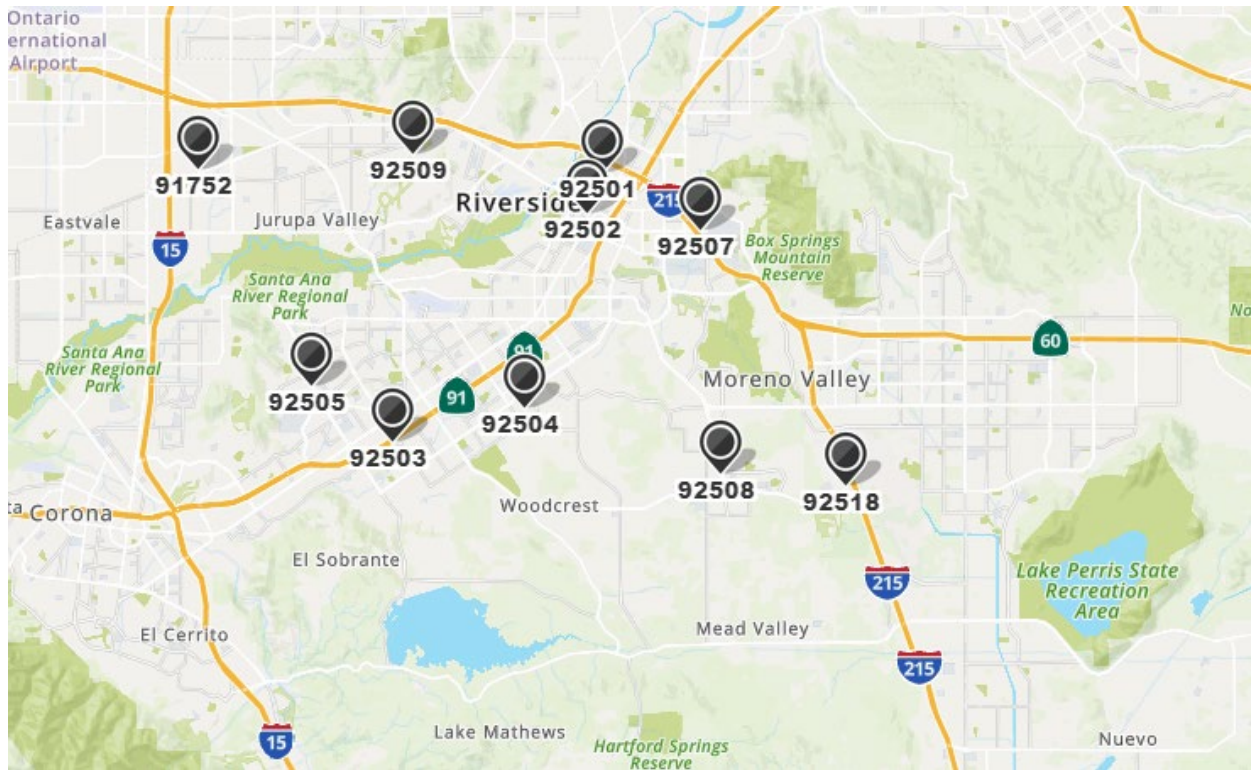 Ontario
ernational
Airport
91752
92509
92501
Riverside
92502
215
92507
Eastvale
Jurupa Valley
15
Box Springs
Mountain
Reserve
Santa Ana
River Regional
Park
No
Santa Ana
River Regional
Park
60
91
92505
91
Moreno Valley
92504
92503
92508
92518
ta
Corona
Woodcrest
El Sobrante
215
Lake Perris State
Recreation
Area
El Cerrito
Mead Valley
215
15
Lake Mathews
Hartford Springs
Reserve
Nuevo